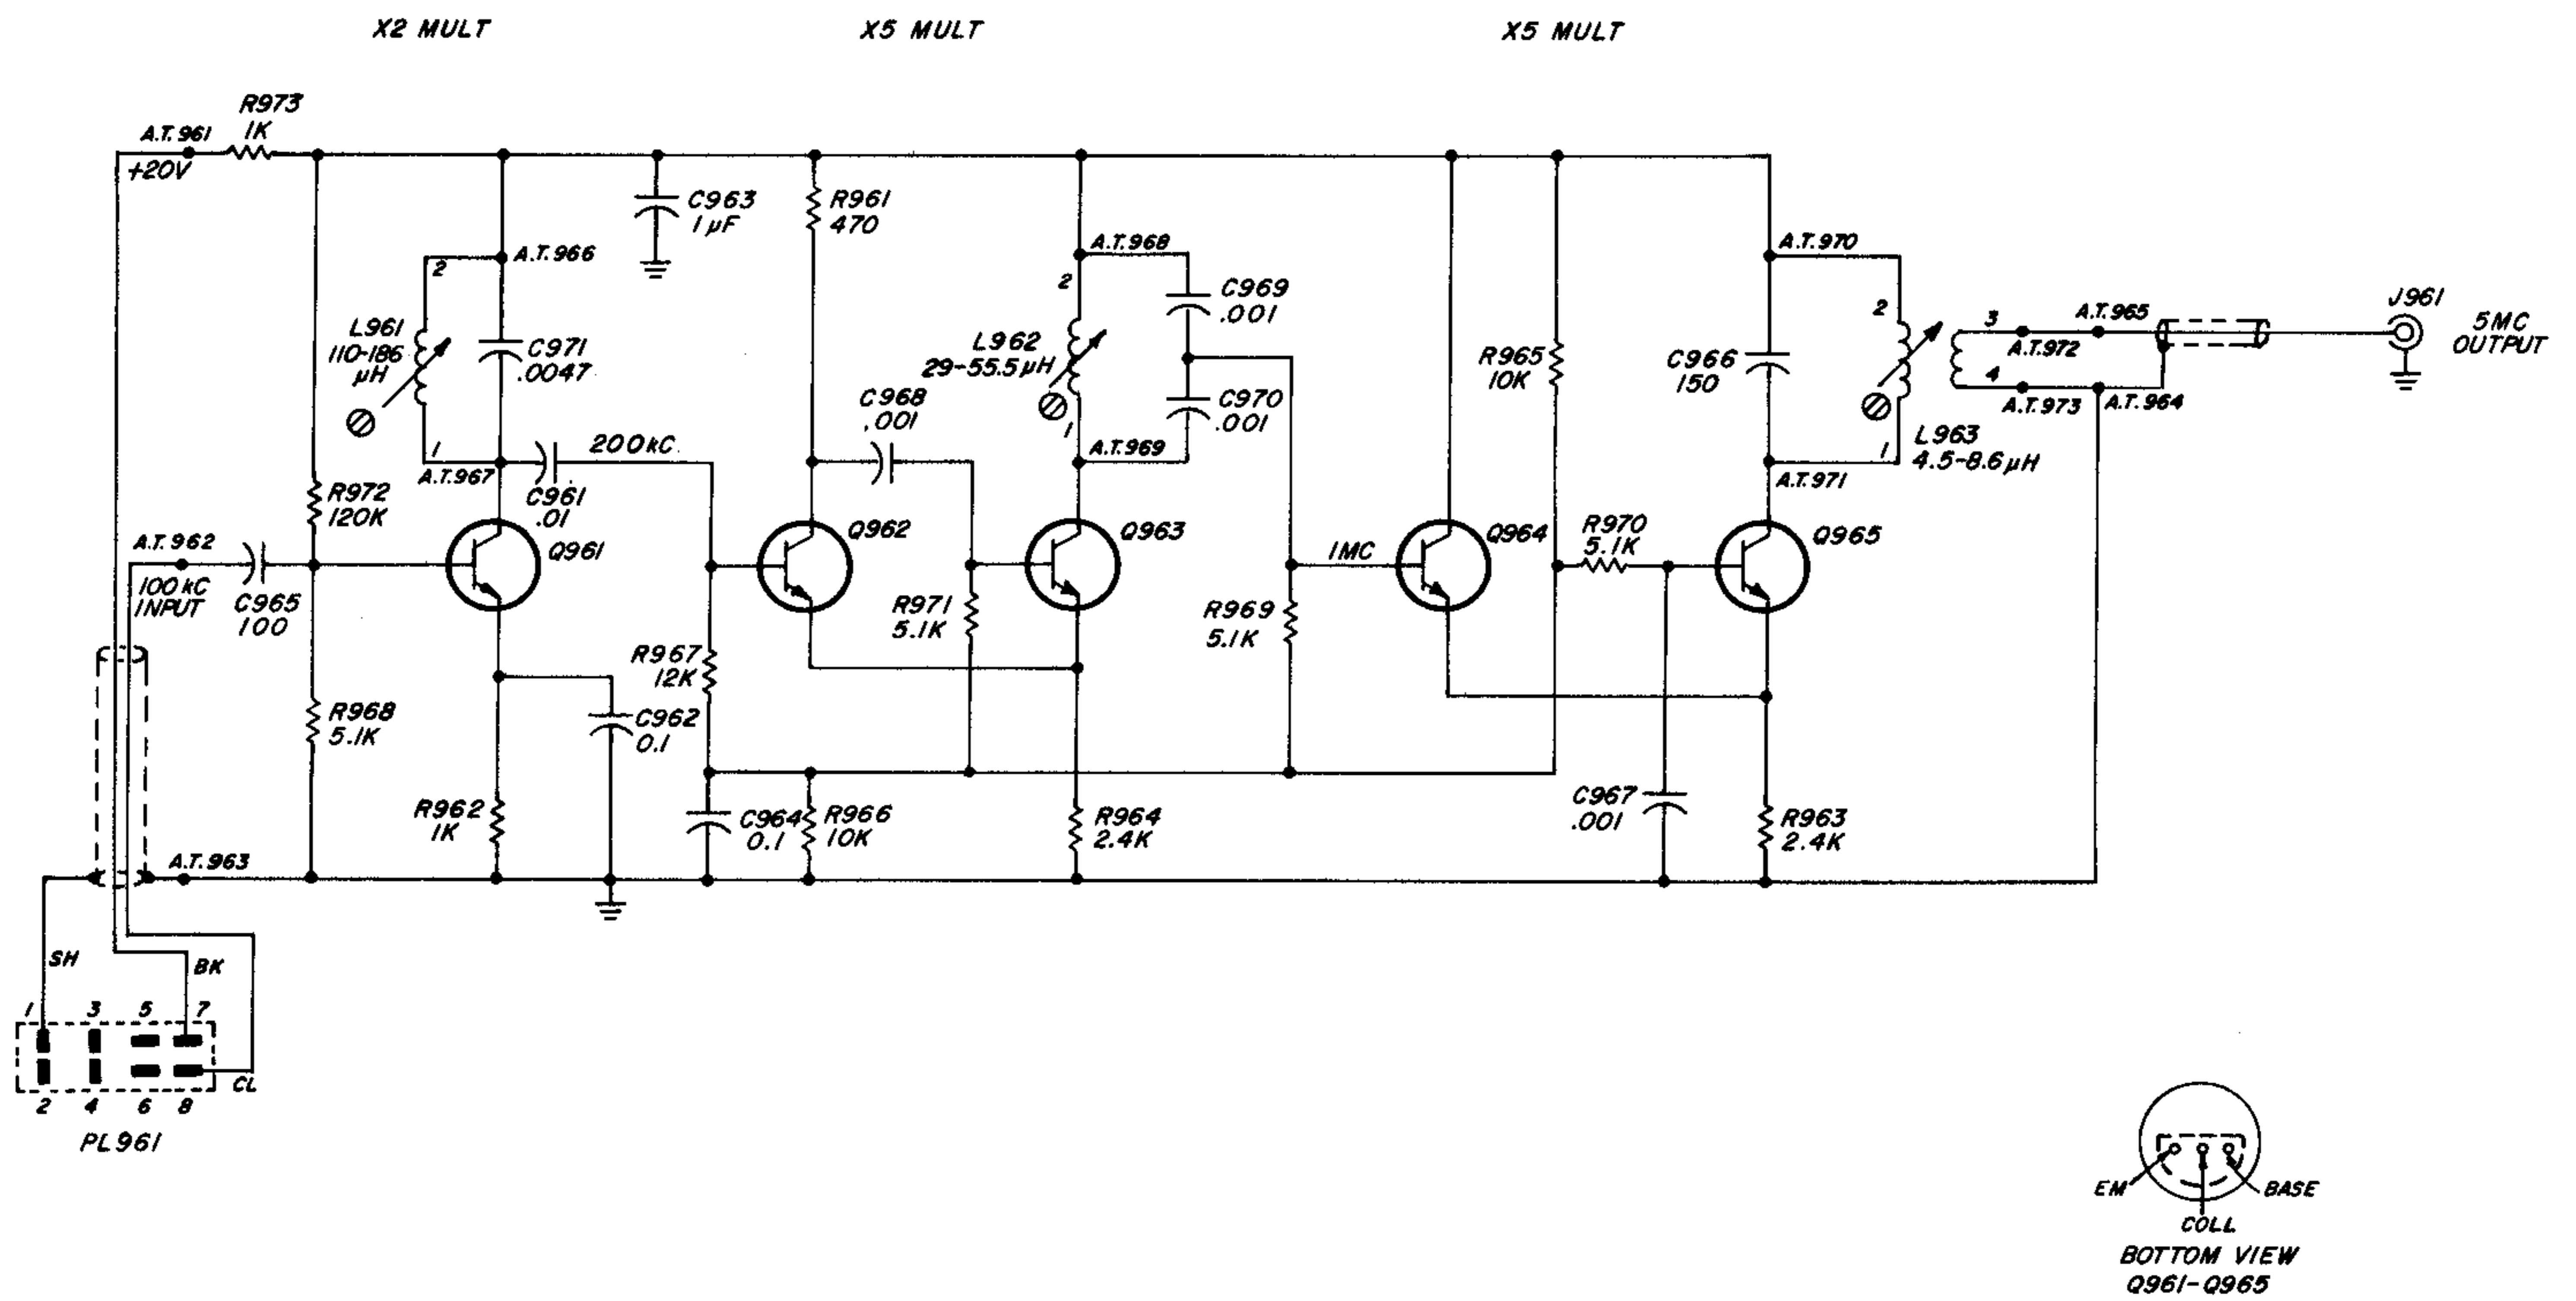 X2 MULT
X5 MULT
X5 MULT
R973
1K
A.T.961
+20V
C963
1 µF
R961
470
A.T.966
2
L961
110-186
µH
C971
.0047
1
A.T.967
C961
.01
200KC
R972
120K
A.T.962
100KC
INPUT
C965
100
Q961
R968
5.1K
R962
1K
C962
0.1
A.T.963
C968
.001
Q962
R971
5.1K
R967
12K
C964
0.1
R966
10K
A.T.968
2
L962
29-55.5 µH
1
A.T.969
C969
.001
C970
.001
Q963
R964
2.4K
R969
5.1K
1MC
Q964
R965
10K
R970
5.1K
C967
.001
Q965
R963
2.4K
A.T.970
C966
150
A.T.971
2
1
L963
4.5-8.6 µH
3
4
A.T.972
A.T.965
A.T.973
A.T.964
J961
5MC
OUTPUT
SH
BK
CL
1 3 5 7
2 4 6 8
PL961
EM
COLL
BASE
BOTTOM VIEW
Q961-Q965